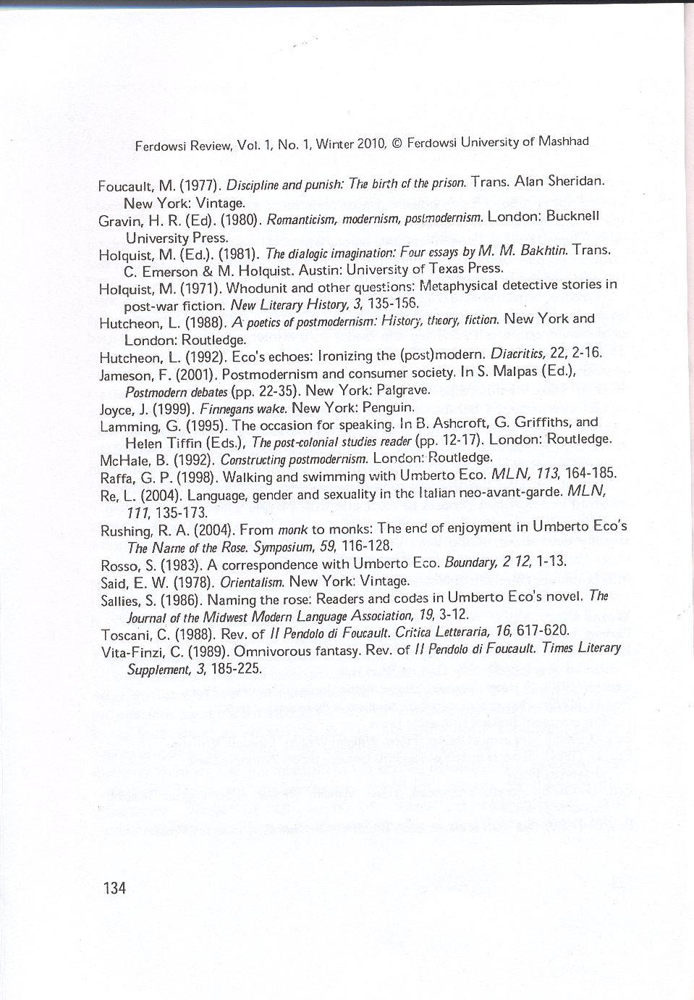 Ferdowsi Review, Vol. 1, No. 1, Winter 2010, © Ferdowsi University of Mashhad
Foucault, M. (1977). Discipline and punish: The birth of the prison. Trans. Alan Sheridan.
New York: Vintage.
Gravin, H. R. (Ed). (1980). Romanticism, modernism, postmodernism. London: Bucknell
University Press.
Holquist, M. (Ed.). (1981). The dialogic imagination: Four essays by M. M. Bakhtin. Trans.
C. Emerson & M. Holquist. Austin: University of Texas Press.
Holquist, M. (1971). Whodunit and other questions: Metaphysical detective stories in
post-war fiction. New Literary History, 3, 135-156.
Hutcheon, L. (1988). A poetics of postmodernism: History, theory, fiction. New York and
London: Routledge.
Hutcheon, L. (1992). Eco's echoes: Ironizing the (post)modern. Diacritics, 22, 2-16.
Jameson, F. (2001). Postmodernism and consumer society. In S. Malpas (Ed.),
Postmodern debates (pp. 22-35). New York: Palgrave.
Joyce, J. (1999). Finnegans wake. New York: Penguin.
Lamming, G. (1995). The occasion for speaking. In B. Ashcroft, G. Griffiths, and
Helen Tiffin (Eds.), The post-colonial studies reader (pp. 12-17). London: Routledge.
McHale, B. (1992). Constructing postmodernism. London: Routledge.
Raffa, G. P. (1998). Walking and swimming with Umberto Eco. MLN, 113, 164-185.
Re, L. (2004). Language, gender and sexuality in the Italian neo-avant-garde. MLN,
111, 135-173.
Rushing, R. A. (2004). From monk to monks: The end of enjoyment in Umberto Eco's
The Name of the Rose. Symposium, 59, 116-128.
Rosso, S. (1983). A correspondence with Umberto Eco. Boundary, 2 12, 1-13.
Said, E. W. (1978). Orientalism. New York: Vintage.
Sallies, S. (1986). Naming the rose: Readers and codes in Umberto Eco's novel. The
Journal of the Midwest Modern Language Association, 19, 3-12.
Toscani, C. (1988). Rev. of Il Pendolo di Foucault. Critica Letteraria, 16, 617-620.
Vita-Finzi, C. (1989). Omnivorous fantasy. Rev. of Il Pendolo di Foucault. Times Literary
Supplement, 3, 185-225.
134